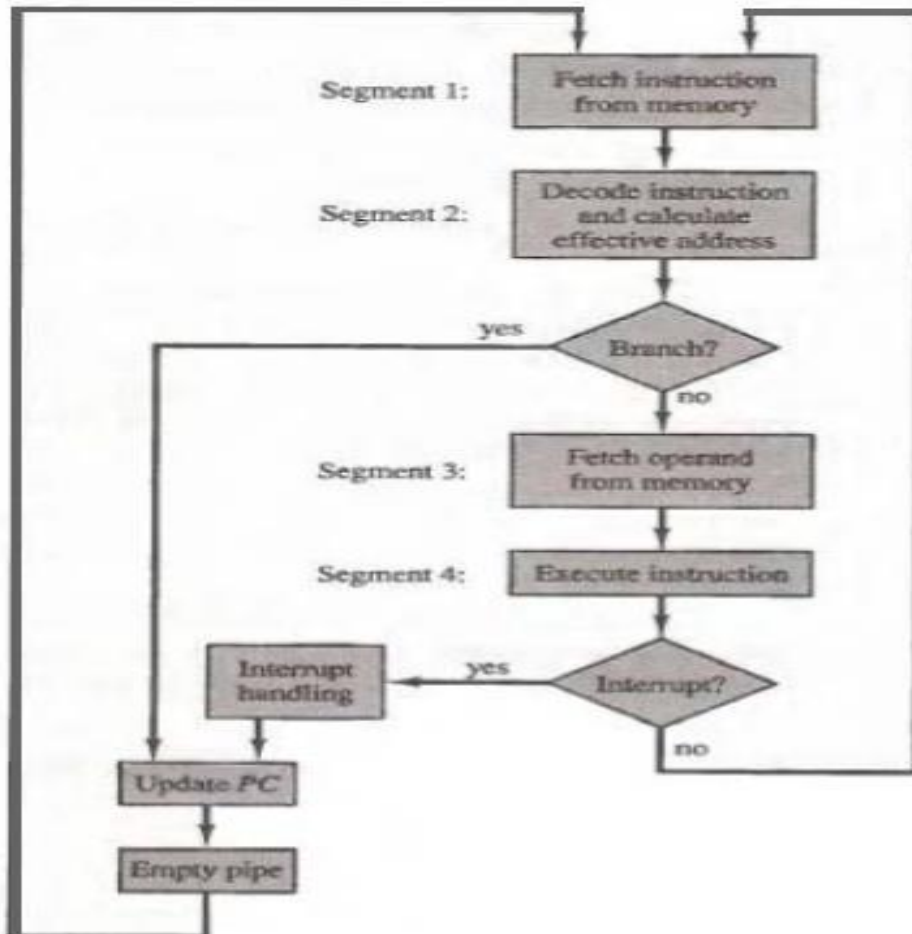 Segment 1:
Fetch instruction
from memory
Segment 2:
Decode instruction
and calculate
effective address
yes
Branch?
no
Segment 3:
Fetch operand
from memory
Segment 4:
Execute instruction
Interrupt
handling
yes
Interrupt?
no
Update PC
Empty pipe